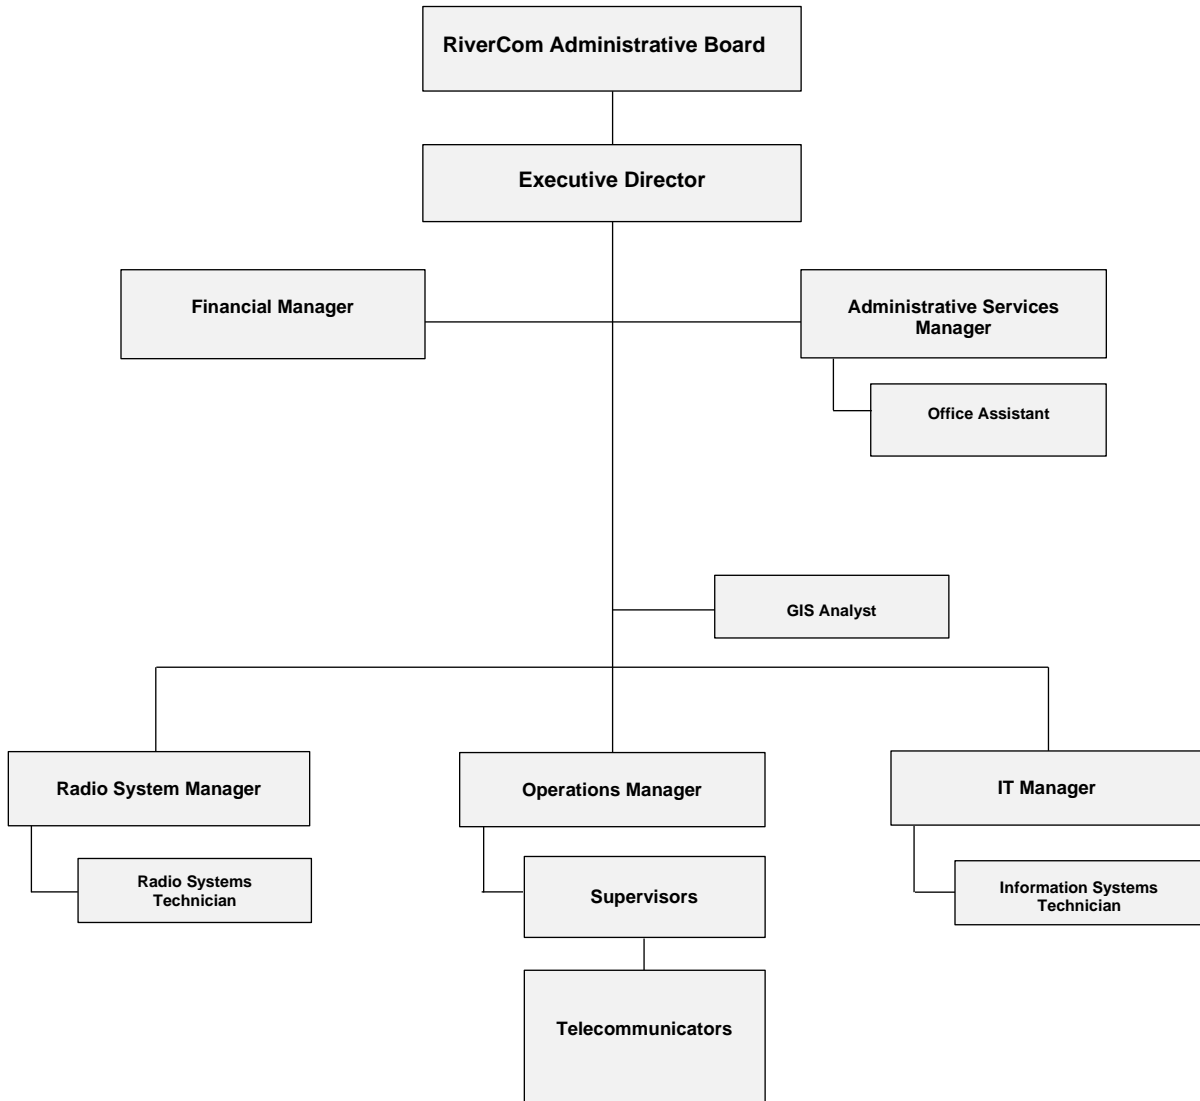 RiverCom Administrative Board
Executive Director
Financial Manager
Administrative Services
Manager
Office Assistant
GIS Analyst
Radio System Manager
Operations Manager
IT Manager
Radio Systems
Technician
Supervisors
Information Systems
Technician
Telecommunicators